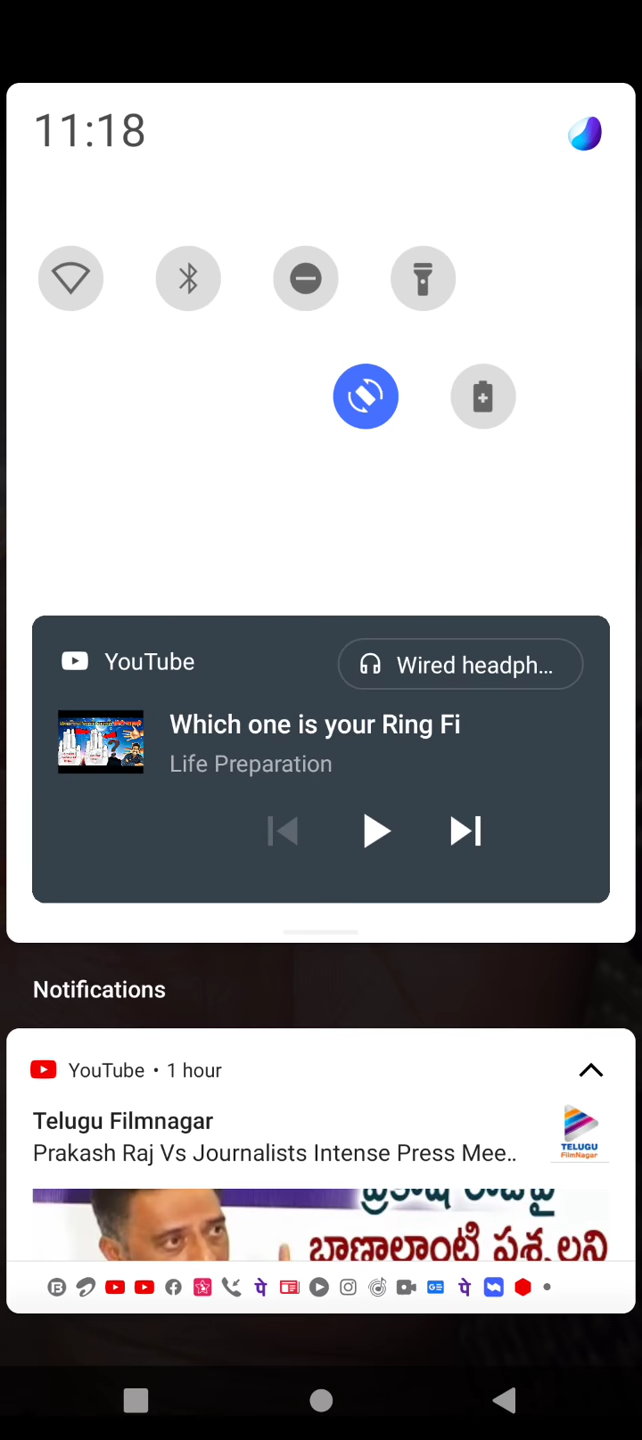 11:18
YouTube
Wired headph...
Which one is your Ring Fi
Life Preparation
Notifications
YouTube • 1 hour
Telugu Filmnagar
Prakash Raj Vs Journalists Intense Press Mee..
TELUGU
FilmNagar
బాణాలాంటి